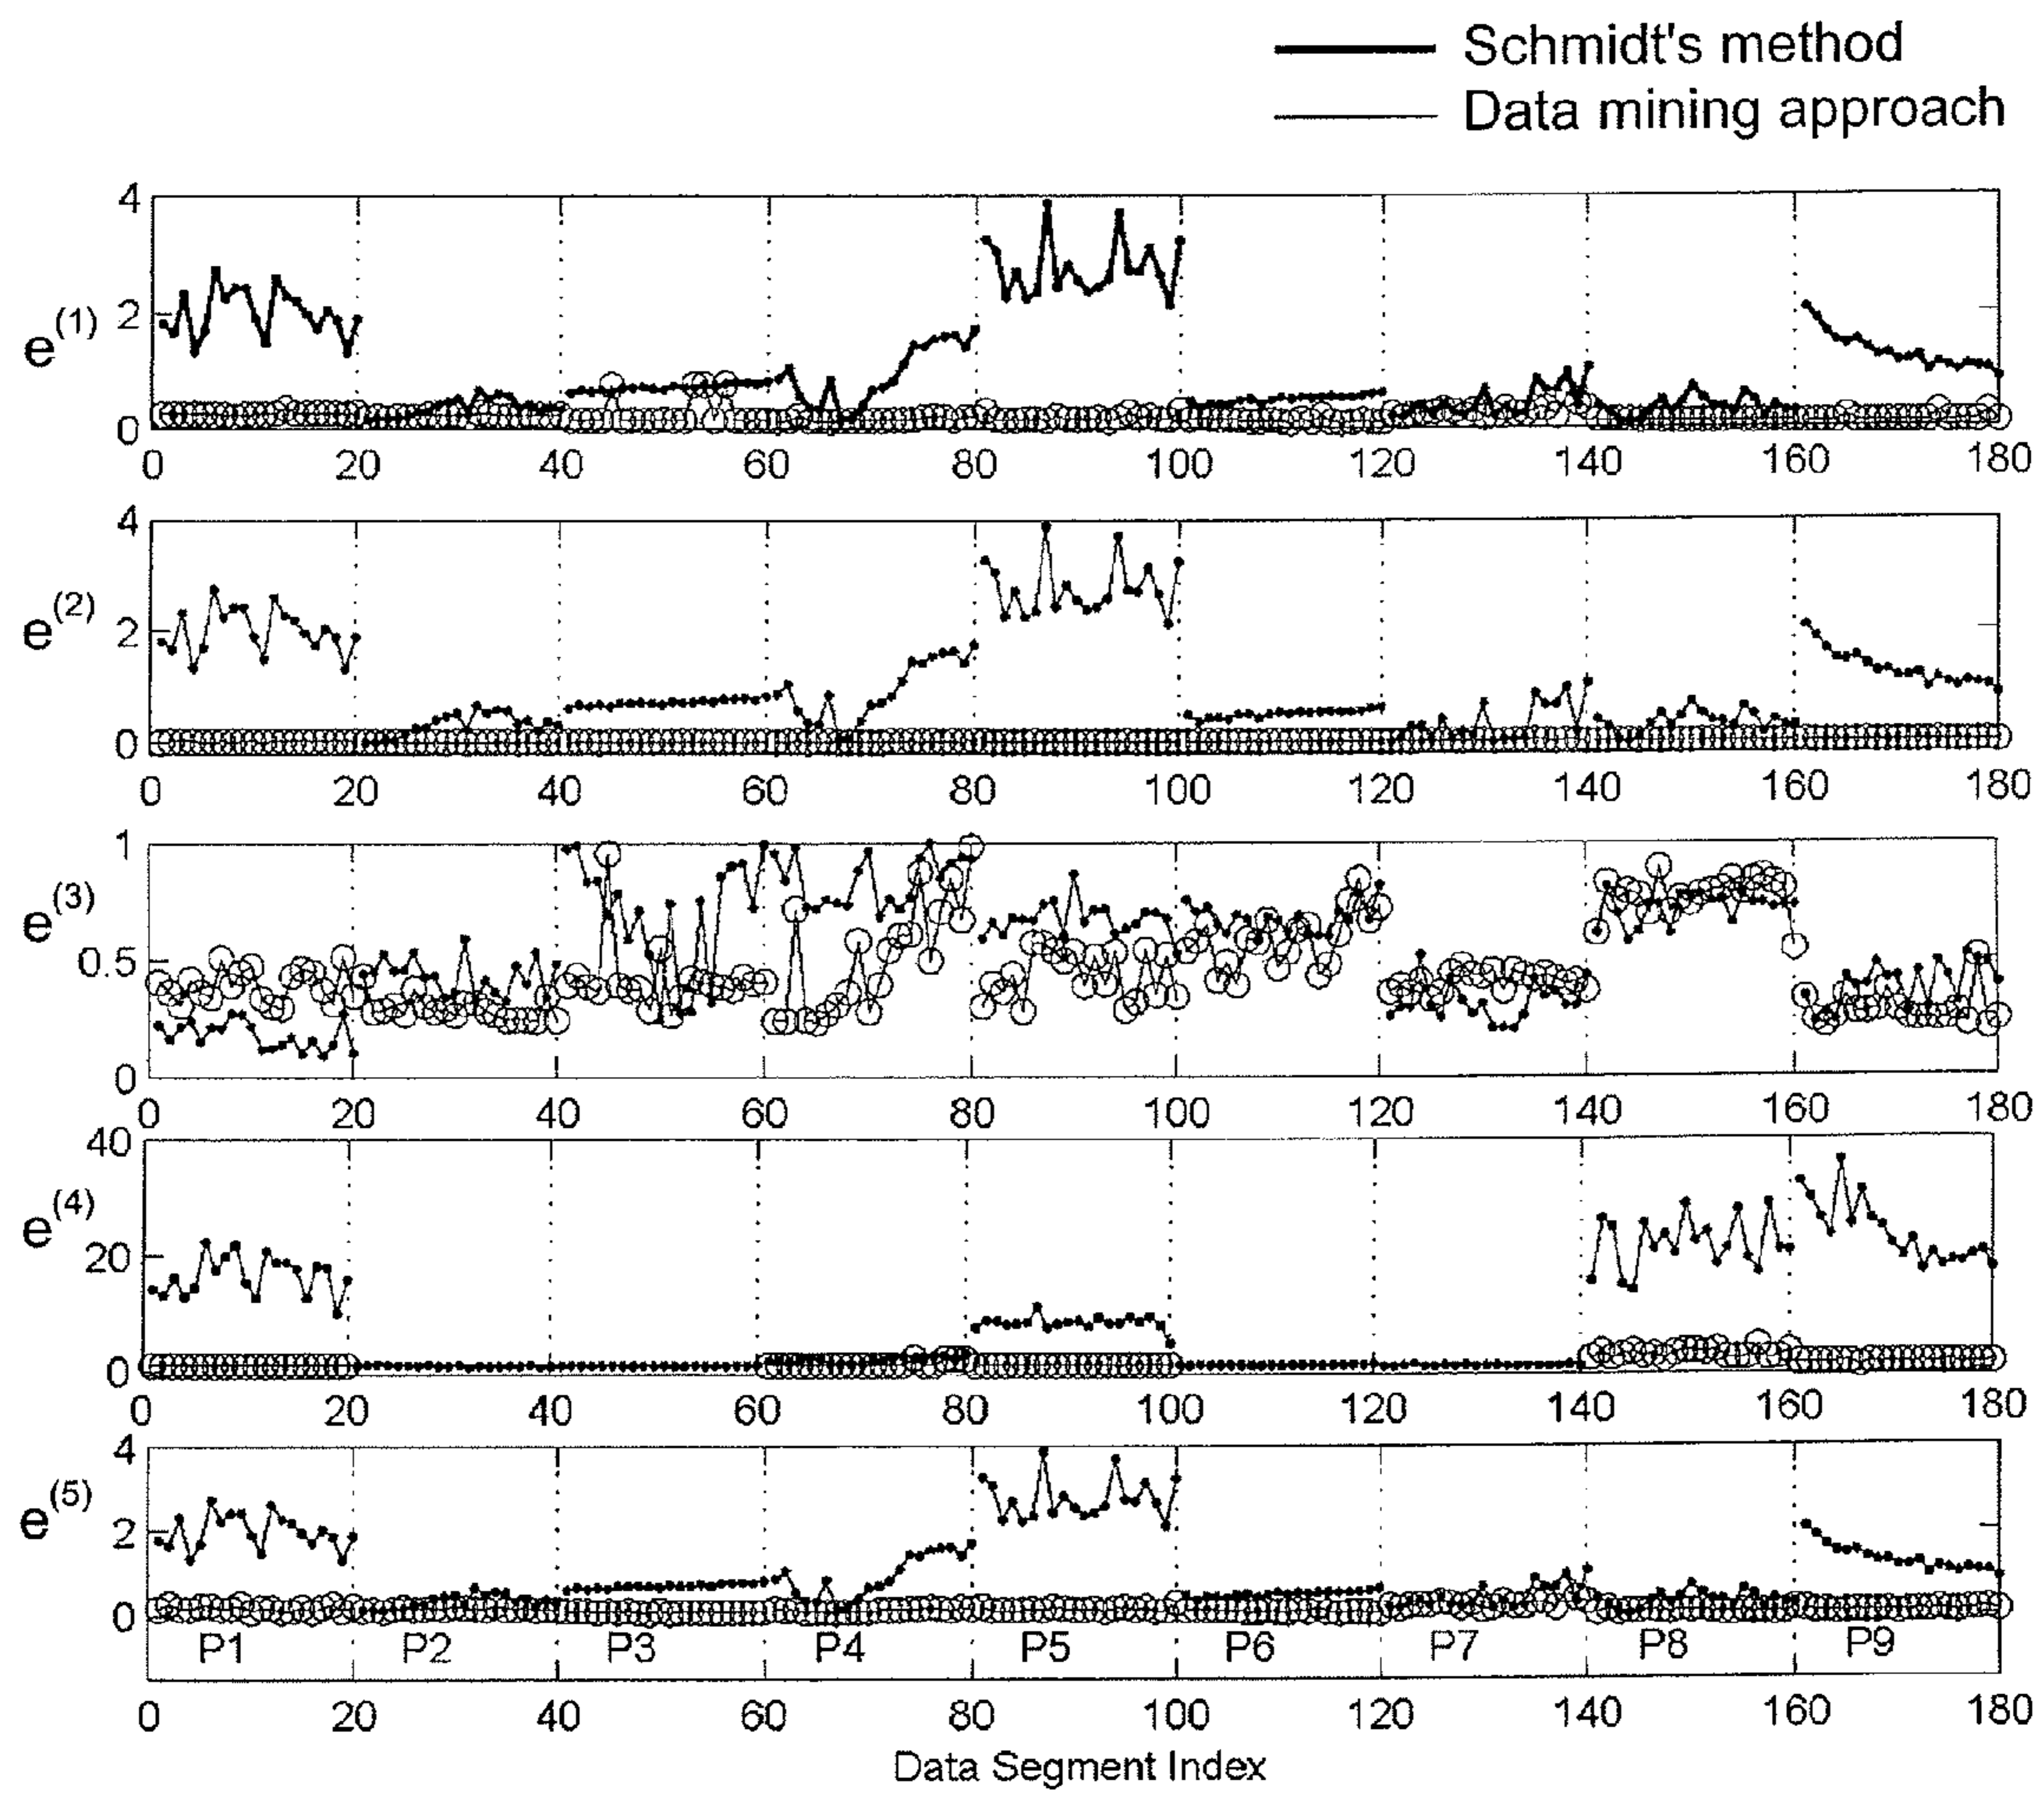 Schmidt's method
Data mining approach
4
2
0
e(1)
0 20 40 60 80 100 120 140 160 180
4
2
0
e(2)
0 20 40 60 80 100 120 140 160 180
1
0.5
0
e(3)
0 20 40 60 80 100 120 140 160 180
40
20
0
e(4)
0 20 40 60 80 100 120 140 160 180
4
2
0
e(5)
P1 P2 P3 P4 P5 P6 P7 P8 P9
0 20 40 60 80 100 120 140 160 180
Data Segment Index